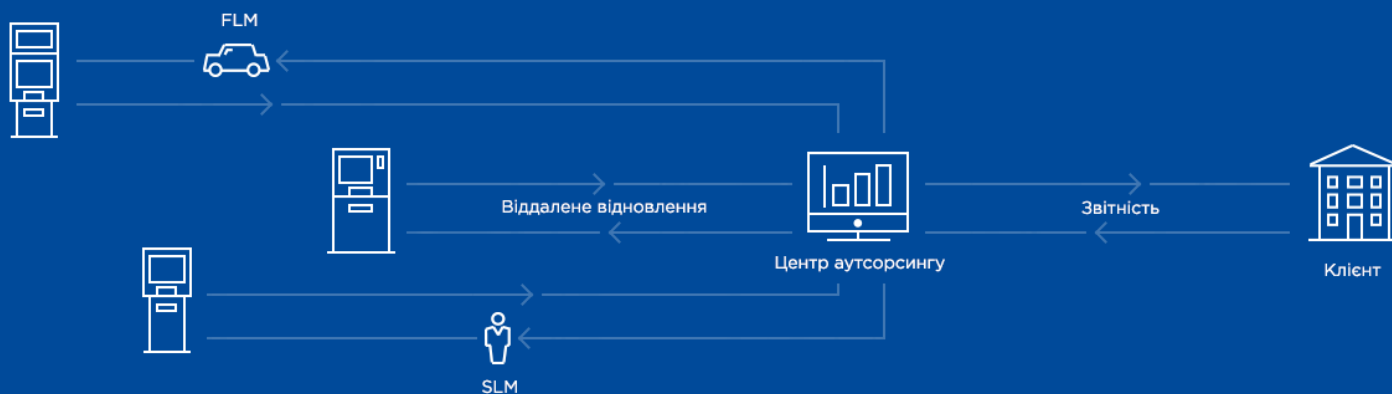 FLM
Віддалене відновлення
Звітність
Центр аутсорсингу
Клієнт
SLM